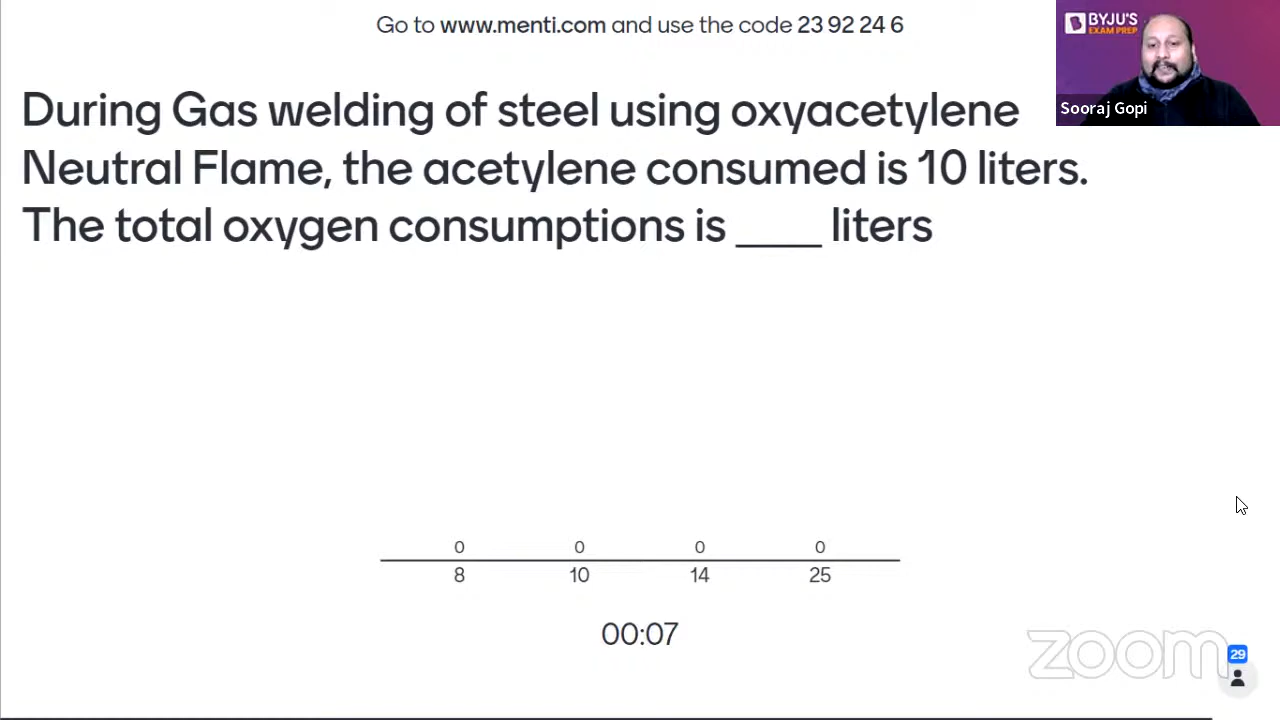 Go to www.menti.com and use the code 23 92 24 6
BYJU'S
EXAM PREP
Sooraj Gopi
During Gas welding of steel using oxyacetylene
Neutral Flame, the acetylene consumed is 10 liters.
The total oxygen consumptions is ____ liters
0 0 0 0
8 10 14 25
00:07
zoom
29